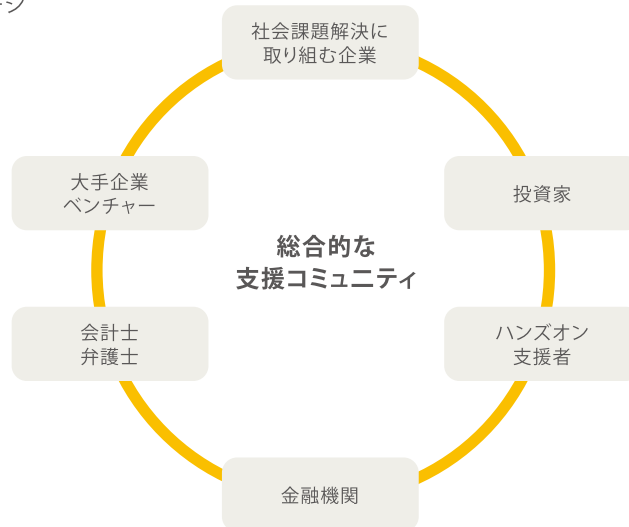 社会課題解決に
取り組む企業
大手企業
ベンチャー
投資家
総合的な
支援コミュニティ
会計士
弁護士
ハンズオン
支援者
金融機関